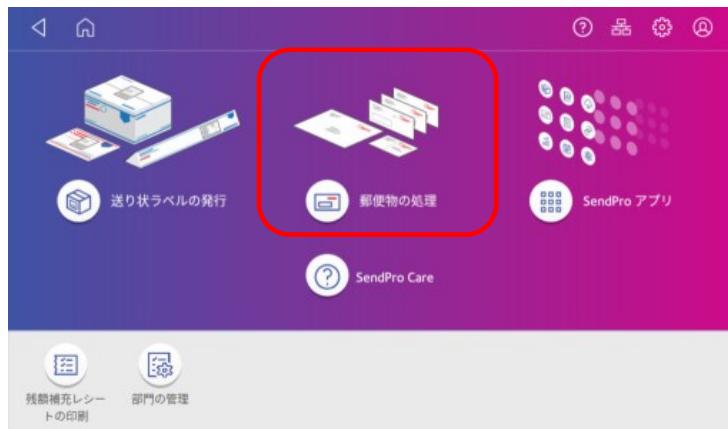 送り状ラベルの発行
郵便物の処理
SendPro アプリ
SendPro Care
残額補充レシー
トの印刷
部門の管理